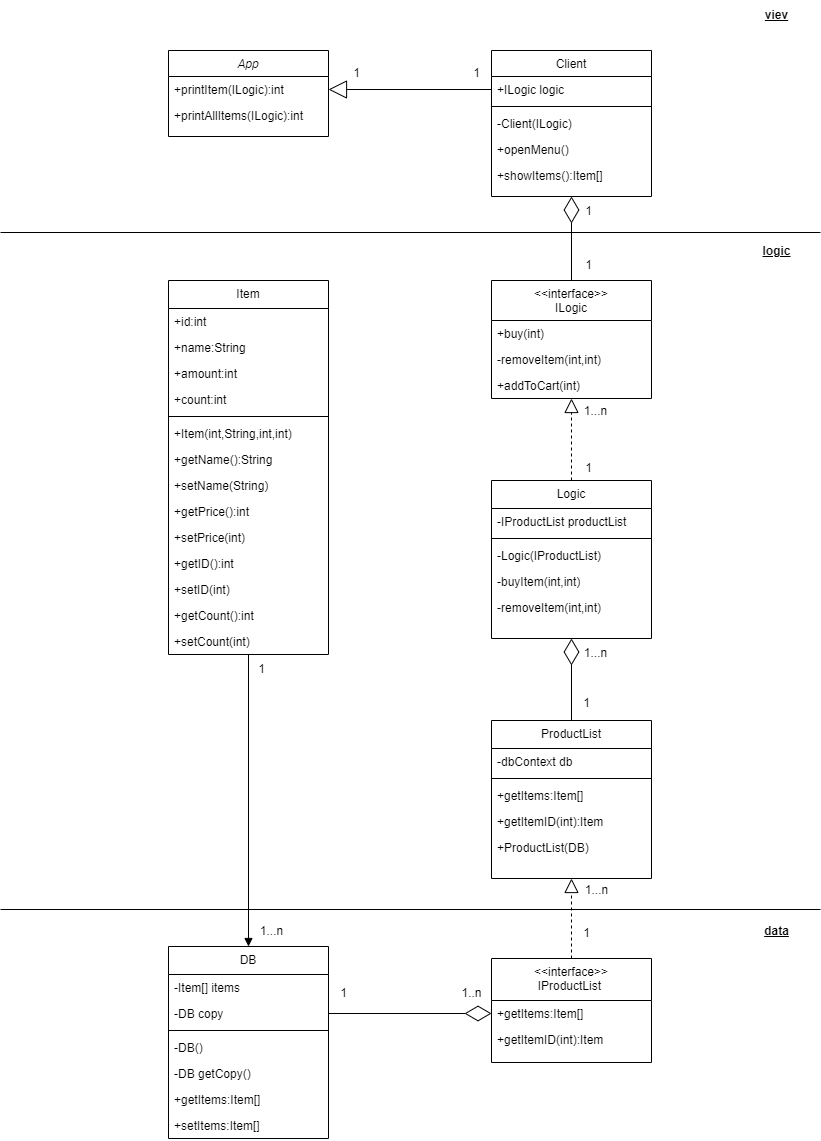 viev
App
+printItem(ILogic):int
+printAllItems(ILogic):int
1
1
Client
+ILogic logic
-Client(ILogic)
+openMenu()
+showItems():Item[]
1
logic
1
Item
+id:int
+name:String
+amount:int
+count:int
+Item(int,String,int,int)
+getName():String
+setName(String)
+getPrice():int
+setPrice(int)
+getID():int
+setID(int)
+getCount():int
+setCount(int)
1
<<interface>>
ILogic
+buy(int)
-removeItem(int,int)
+addToCart(int)
1...n
1
Logic
-IProductList productList
-Logic(IProductList)
-buyItem(int,int)
-removeItem(int,int)
1...n
1
ProductList
-dbContext db
+getItems:Item[]
+getItemID(int):Item
+ProductList(DB)
1...n
data
1...n
1
DB
-Item[] items
-DB copy
-DB()
-DB getCopy()
+getItems:Item[]
+setItems:Item[]
1
1..n
<<interface>>
IProductList
+getItems:Item[]
+getItemID(int):Item